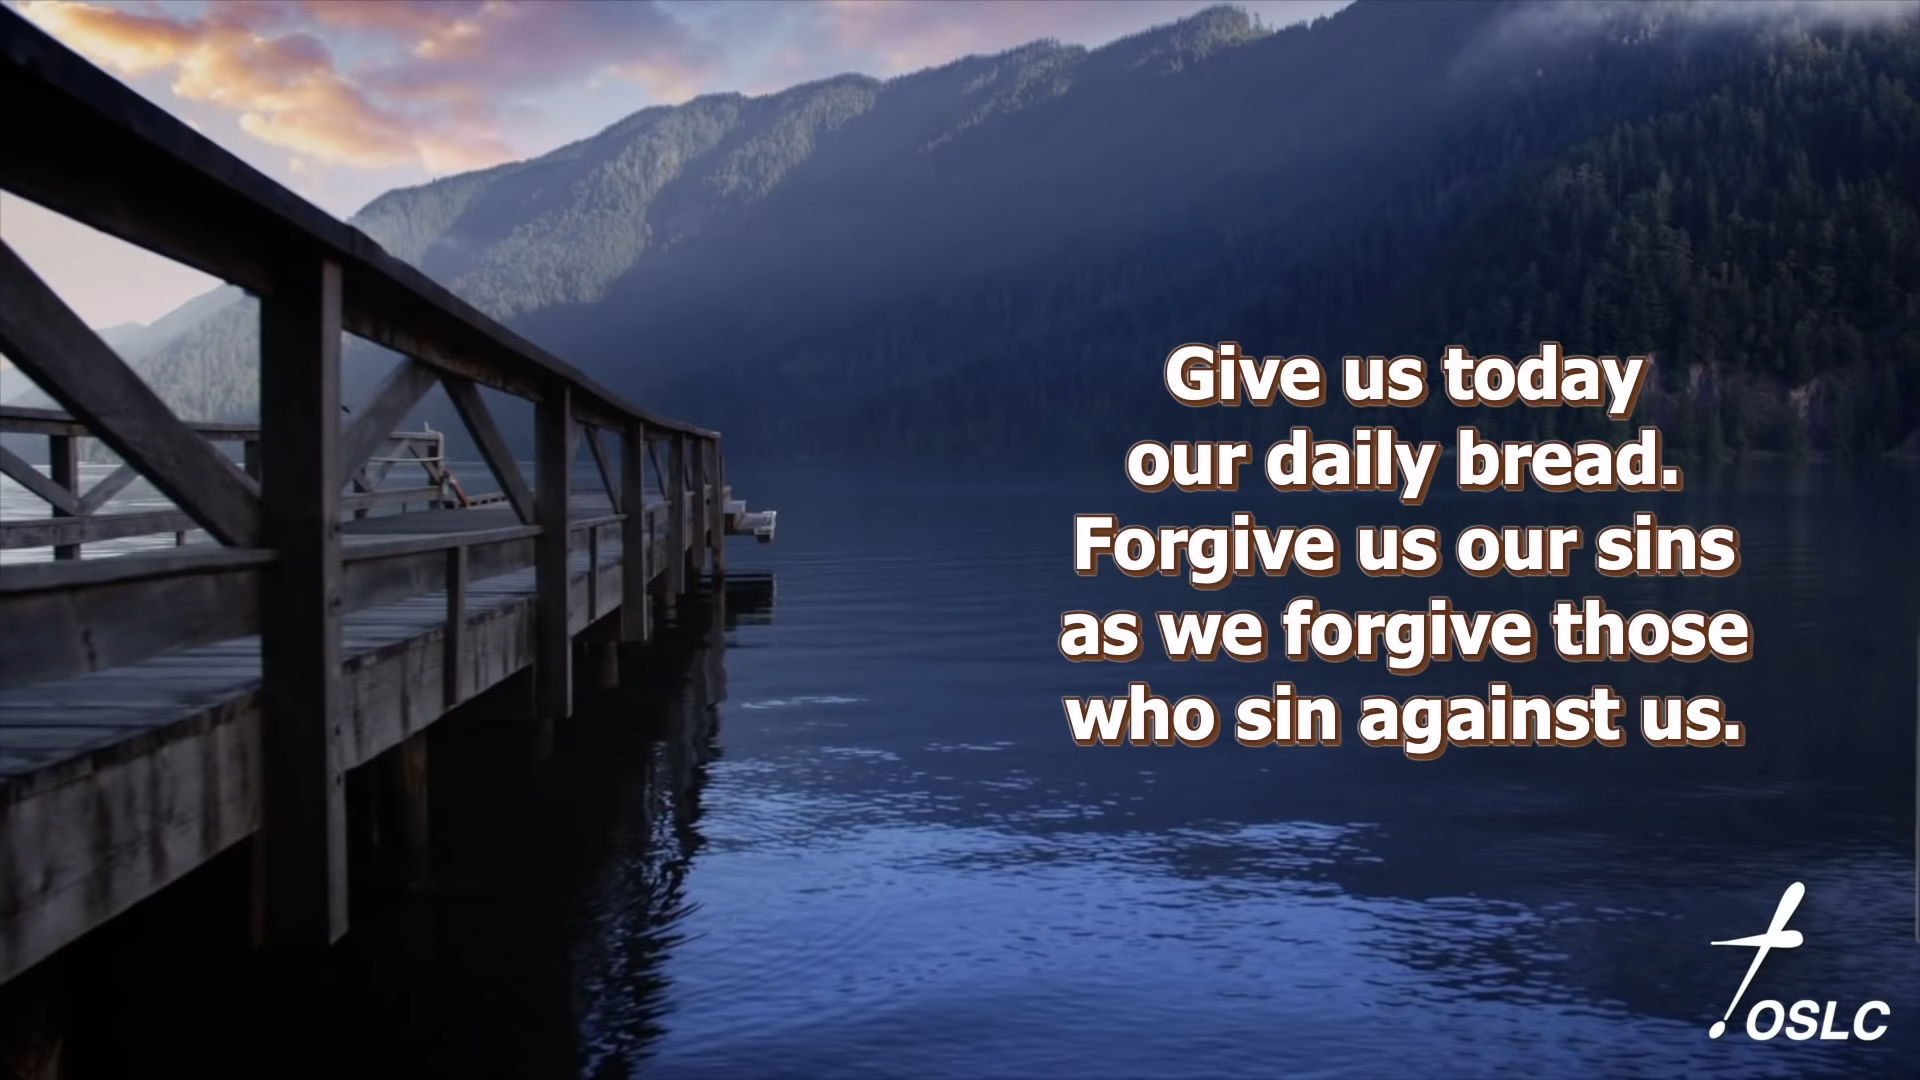 Give us today
our daily bread.
Forgive us our sins
as we forgive those
who sin against us.
OSLC